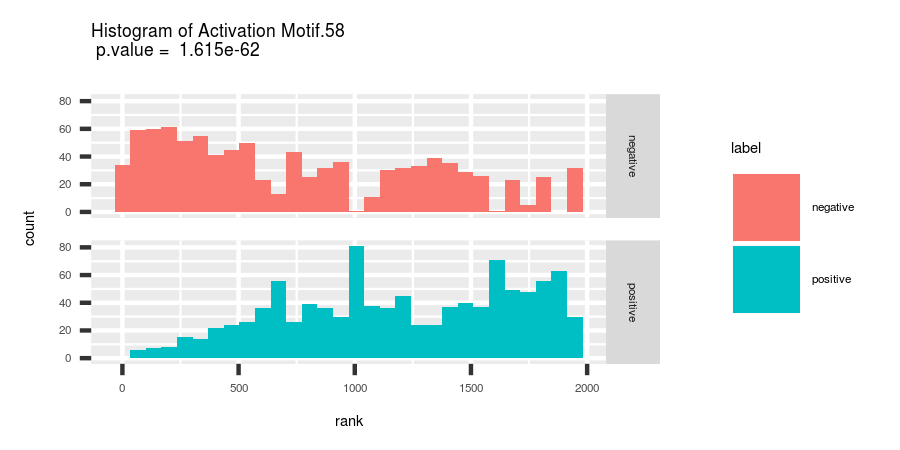 Histogram of Activation Motif.58
p.value = 1.615e-62
count
80
60
40
20
0
negative
80
60
40
20
0
positive
0
500
1000
1500
2000
rank
label
negative
positive